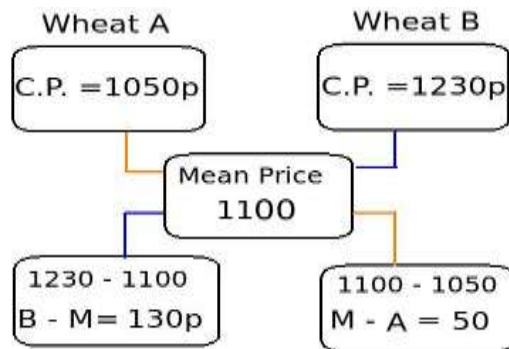 Wheat A
Wheat B
C.P. =1050p
C.P. =1230p
Mean Price
1100
1230 - 1100
B - M= 130p
1100 - 1050
M - A = 50